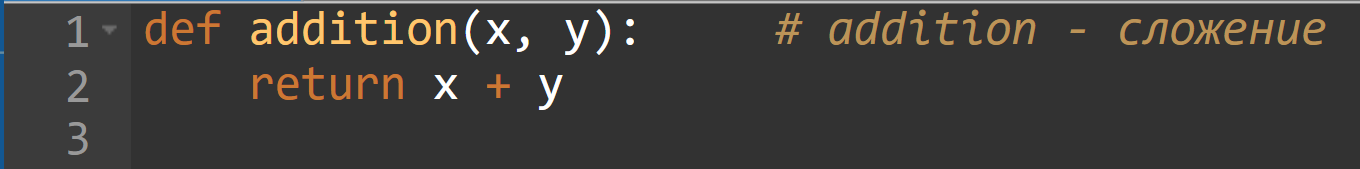 1 def addition(x, y):     # addition - сложение
2     return x + y
3